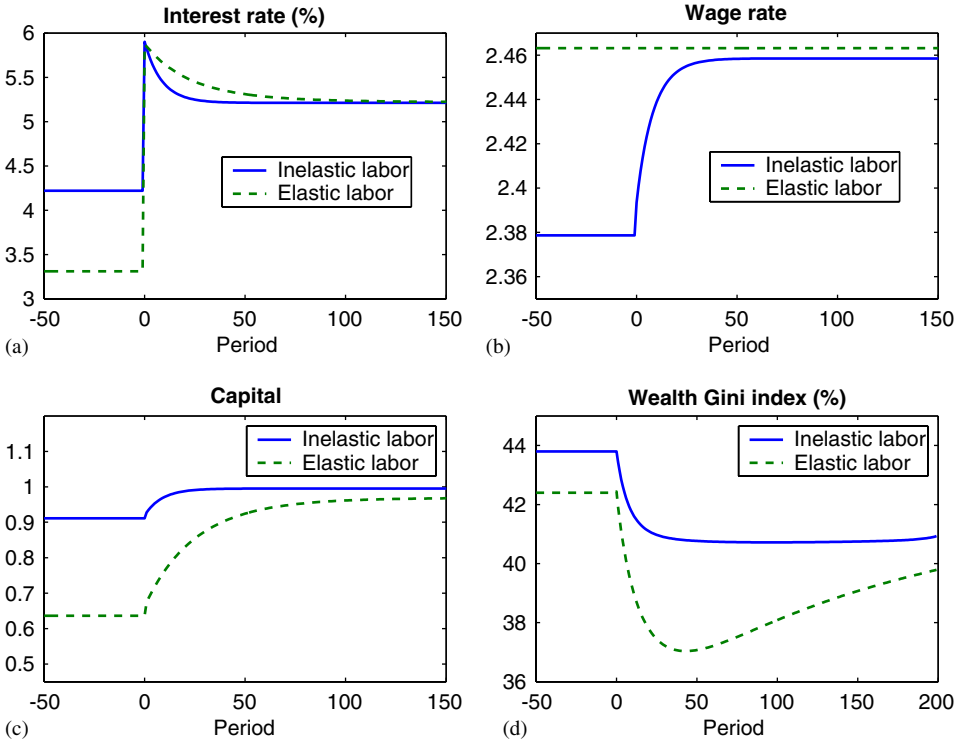 Interest rate (%)
6
5.5
5
4.5
4
3.5
3
Inelastic labor
Elastic labor
-50
0
50
100
150
(a)
Period
Wage rate
2.46
2.44
2.42
2.4
2.38
2.36
Inelastic labor
Elastic labor
-50
0
50
100
150
(b)
Period
Capital
1.1
1
0.9
0.8
0.7
0.6
0.5
Inelastic labor
Elastic labor
-50
0
50
100
150
(c)
Period
Wealth Gini index (%)
44
42
40
38
36
Inelastic labor
Elastic labor
-50
0
50
100
150
200
(d)
Period